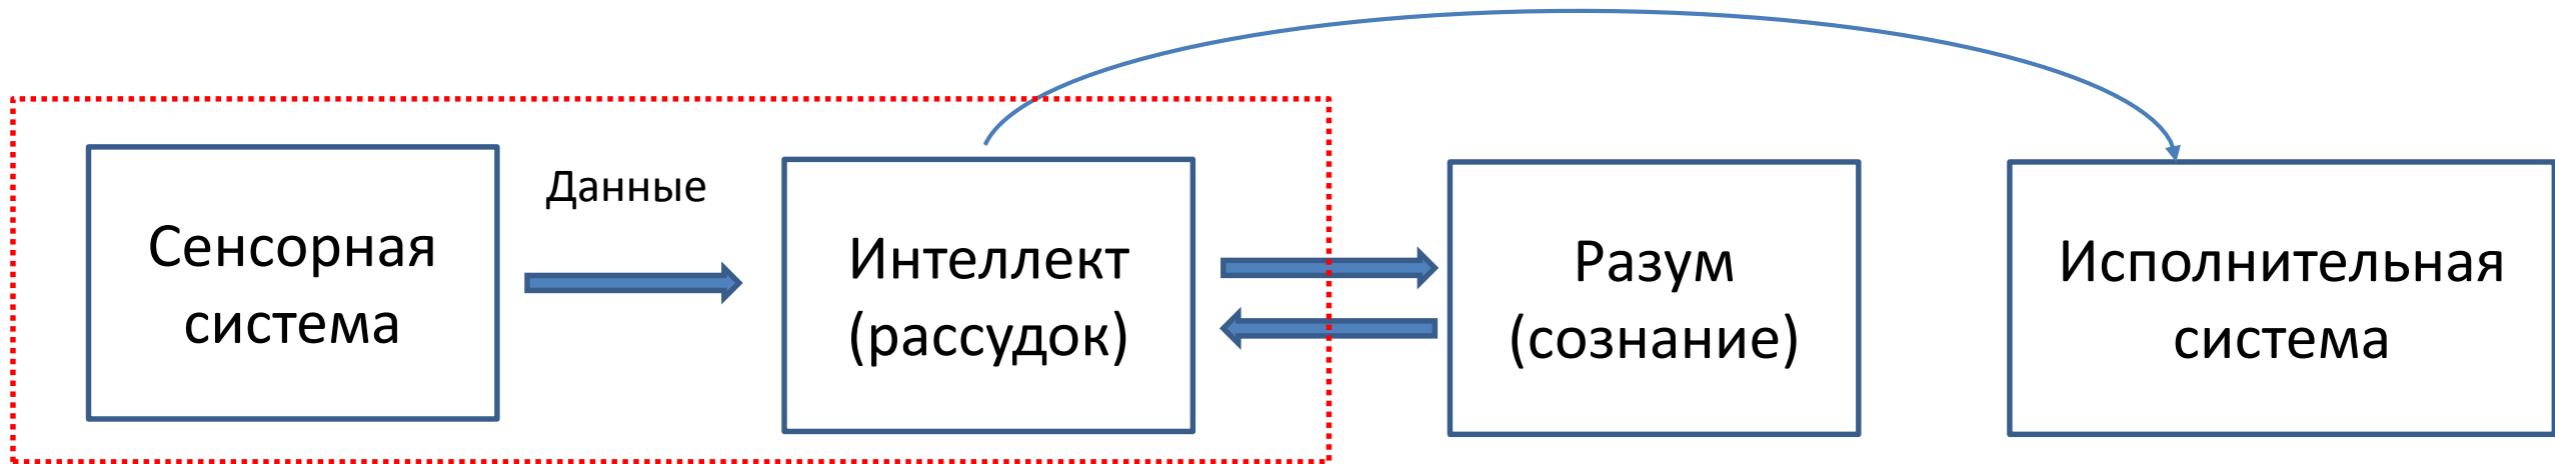 Сенсорная
система
Данные
Интеллект
(рассудок)
Разум
(сознание)
Исполнительная
система